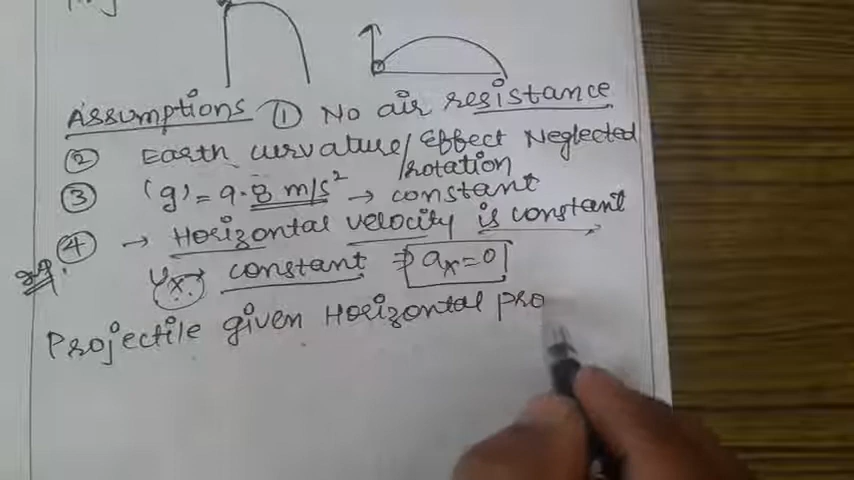 Assumptions ① No air resistance
② Earth curvature/Effect Neglected
/rotation
③ (g) = 9.8 m/s² → constant
④ → Horizontal velocity is constant
constant ⇒ ax=0
Projectile given Horizontal pro